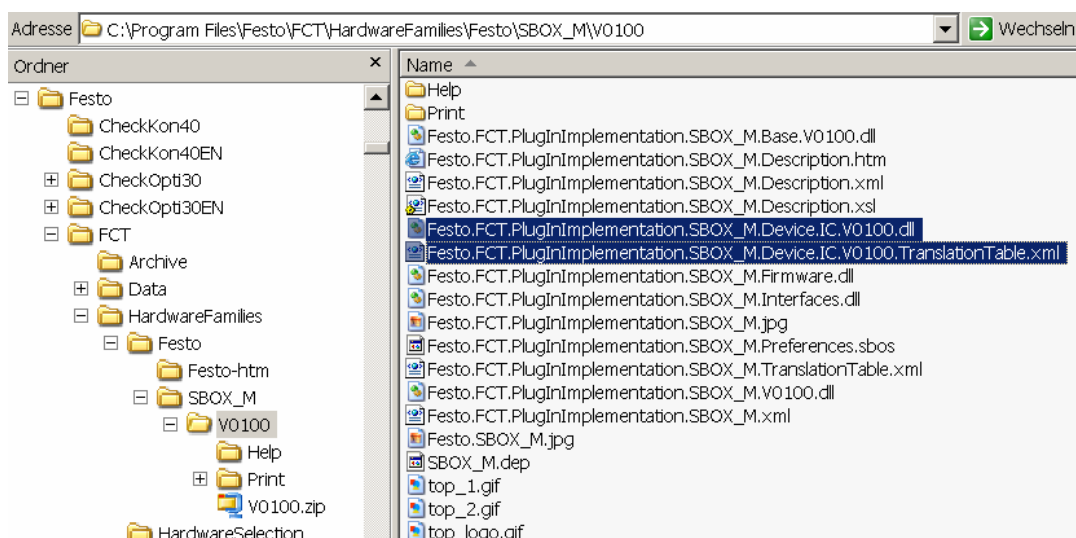 Adresse C:\Program Files\Festo\FCT\HardwareFamilies\Festo\SBOX_M\V0100 Wechseln
Ordner
Festo
CheckKon40
CheckKon40EN
CheckOpti30
CheckOpti30EN
FCT
Archive
Data
HardwareFamilies
Festo
Festo-htm
SBOX_M
V0100
Help
Print
V0100.zip
HardwareSelection
Name
Help
Print
Festo.FCT.PlugInImplementation.SBOX_M.Base.V0100.dll
Festo.FCT.PlugInImplementation.SBOX_M.Description.htm
Festo.FCT.PlugInImplementation.SBOX_M.Description.xml
Festo.FCT.PlugInImplementation.SBOX_M.Description.xsl
Festo.FCT.PlugInImplementation.SBOX_M.Device.IC.V0100.dll
Festo.FCT.PlugInImplementation.SBOX_M.Device.IC.V0100.TranslationTable.xml
Festo.FCT.PlugInImplementation.SBOX_M.Firmware.dll
Festo.FCT.PlugInImplementation.SBOX_M.Interfaces.dll
Festo.FCT.PlugInImplementation.SBOX_M.jpg
Festo.FCT.PlugInImplementation.SBOX_M.Preferences.sbos
Festo.FCT.PlugInImplementation.SBOX_M.TranslationTable.xml
Festo.FCT.PlugInImplementation.SBOX_M.V0100.dll
Festo.FCT.PlugInImplementation.SBOX_M.xml
Festo.SBOX_M.jpg
SBOX_M.dep
top_1.gif
top_2.gif
top_logo.gif